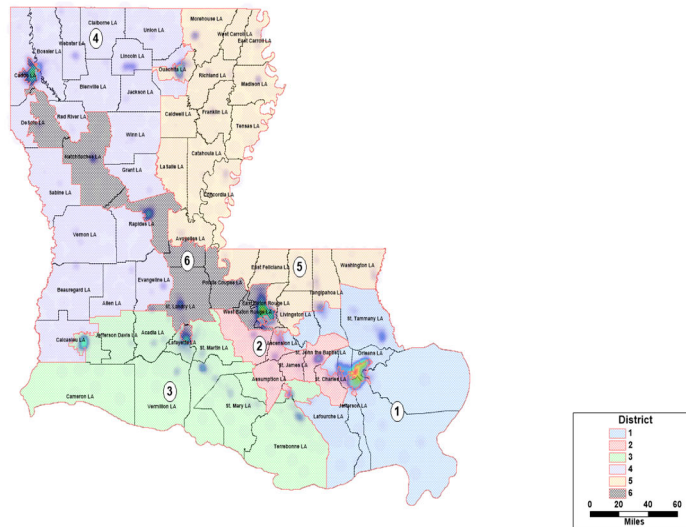 Morehouse LA
Claiborne LA
Union LA
West Carroll LA
East Carroll LA
Webster LA
4
Bossier LA
Lincoln LA
Ouachita LA
Caddo LA
Richland LA
Madison LA
Bienville LA
Jackson LA
Red River LA
Caldwell LA
Franklin LA
De Soto LA
Tensas LA
Winn LA
Natchitoches LA
Catahoula LA
LaSalle LA
Grant LA
Sabine LA
Concordia LA
Rapides LA
Vernon LA
Avoyelles LA
6
Washington LA
East Feliciana LA
5
Evangeline LA
Pointe Coupee LA
Beauregard LA
Tangipahoa LA
Allen LA
St. Landry LA
East Baton Rouge LA
West Baton Rouge LA
Livingston LA
St. Tammany LA
Jefferson Davis LA
Acadia LA
Calcasieu LA
Lafayette LA
St. Martin LA
2
Ascension LA
St. John the Baptist LA
Orleans LA
St. James LA
Assumption LA
St. Charles LA
3
Cameron LA
Vermilion LA
St. Mary LA
Jefferson LA
1
Lafourche LA
Terrebonne LA
District
1
2
3
4
5
6
0 20 40 60
Miles